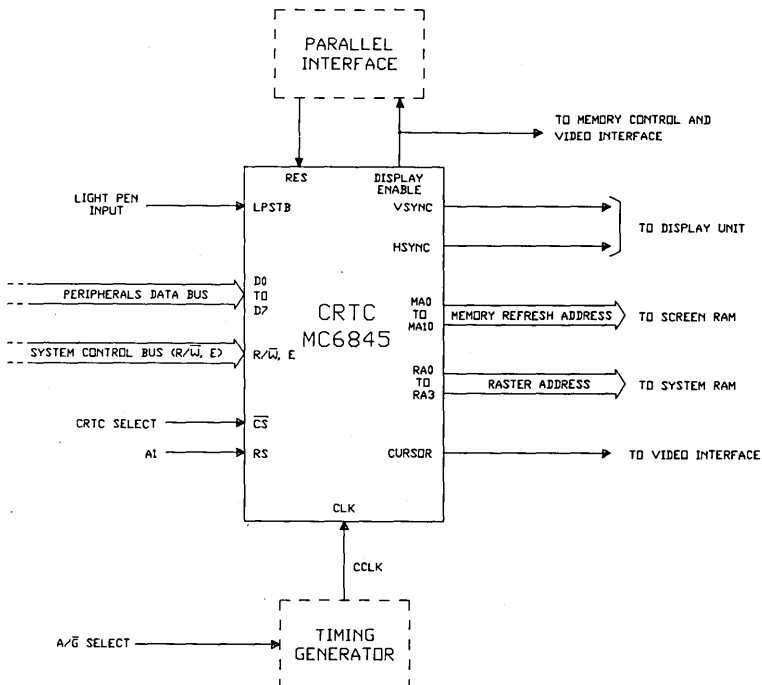 PARALLEL
INTERFACE
TO MEMORY CONTROL AND
VIDEO INTERFACE
RES
DISPLAY
ENABLE
LIGHT PEN
INPUT
LPSTB
VSYNC
TO DISPLAY UNIT
HSYNC
PERIPHERALS DATA BUS
D0
TO
D7
CRTC
MC6845
MA0
TO
MA10
MEMORY REFRESH ADDRESS
TO SCREEN RAM
SYSTEM CONTROL BUS (R/W̅, E)
R/W̅, E
RA0
TO
RA3
RASTER ADDRESS
TO SYSTEM RAM
CRTC SELECT
C̅S̅
A1
RS
CURSOR
TO VIDEO INTERFACE
CLK
CCLK
A/G̅ SELECT
TIMING
GENERATOR